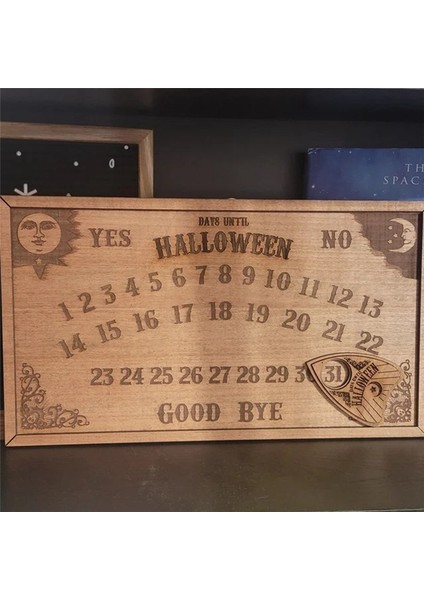 TH
SPAC
DAYS UNTIL
YES HALLOWEEN NO
1 2 3 4 5 6 7 8 9 10 11 12 13
14 15 16 17 18 19 20 21 22
23 24 25 26 27 28 29 30 31
HALLOWEEN
GOOD BYE